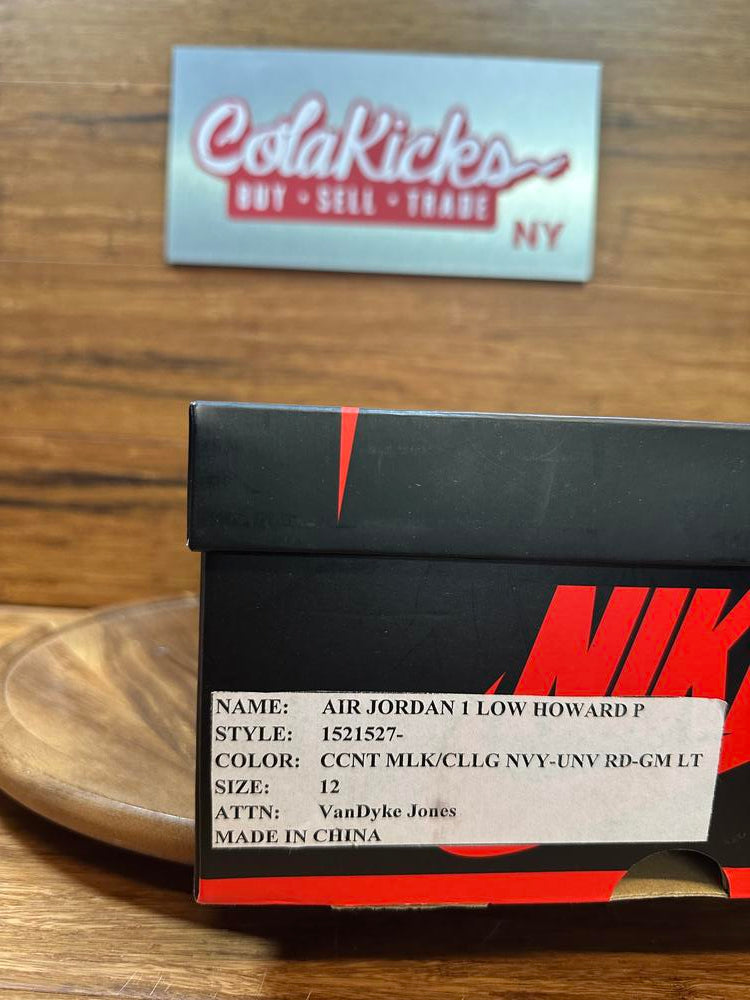 ColaKicks
BUY • SELL • TRADE
NY
NIK
NAME: AIR JORDAN 1 LOW HOWARD P
STYLE: 1521527-
COLOR: CCNT MLK/CLLG NVY-UNV RD-GM LT
SIZE: 12
ATTN: VanDyke Jones
MADE IN CHINA